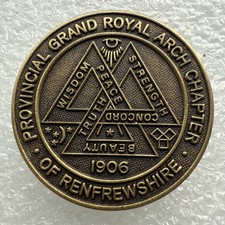 PROVINCIAL GRAND ROYAL ARCH CHAPTER
· OF RENFREWSHIRE ·
WISDOM
STRENGTH
BEAUTY
PEACE
TRUTH
CONCORD
1906